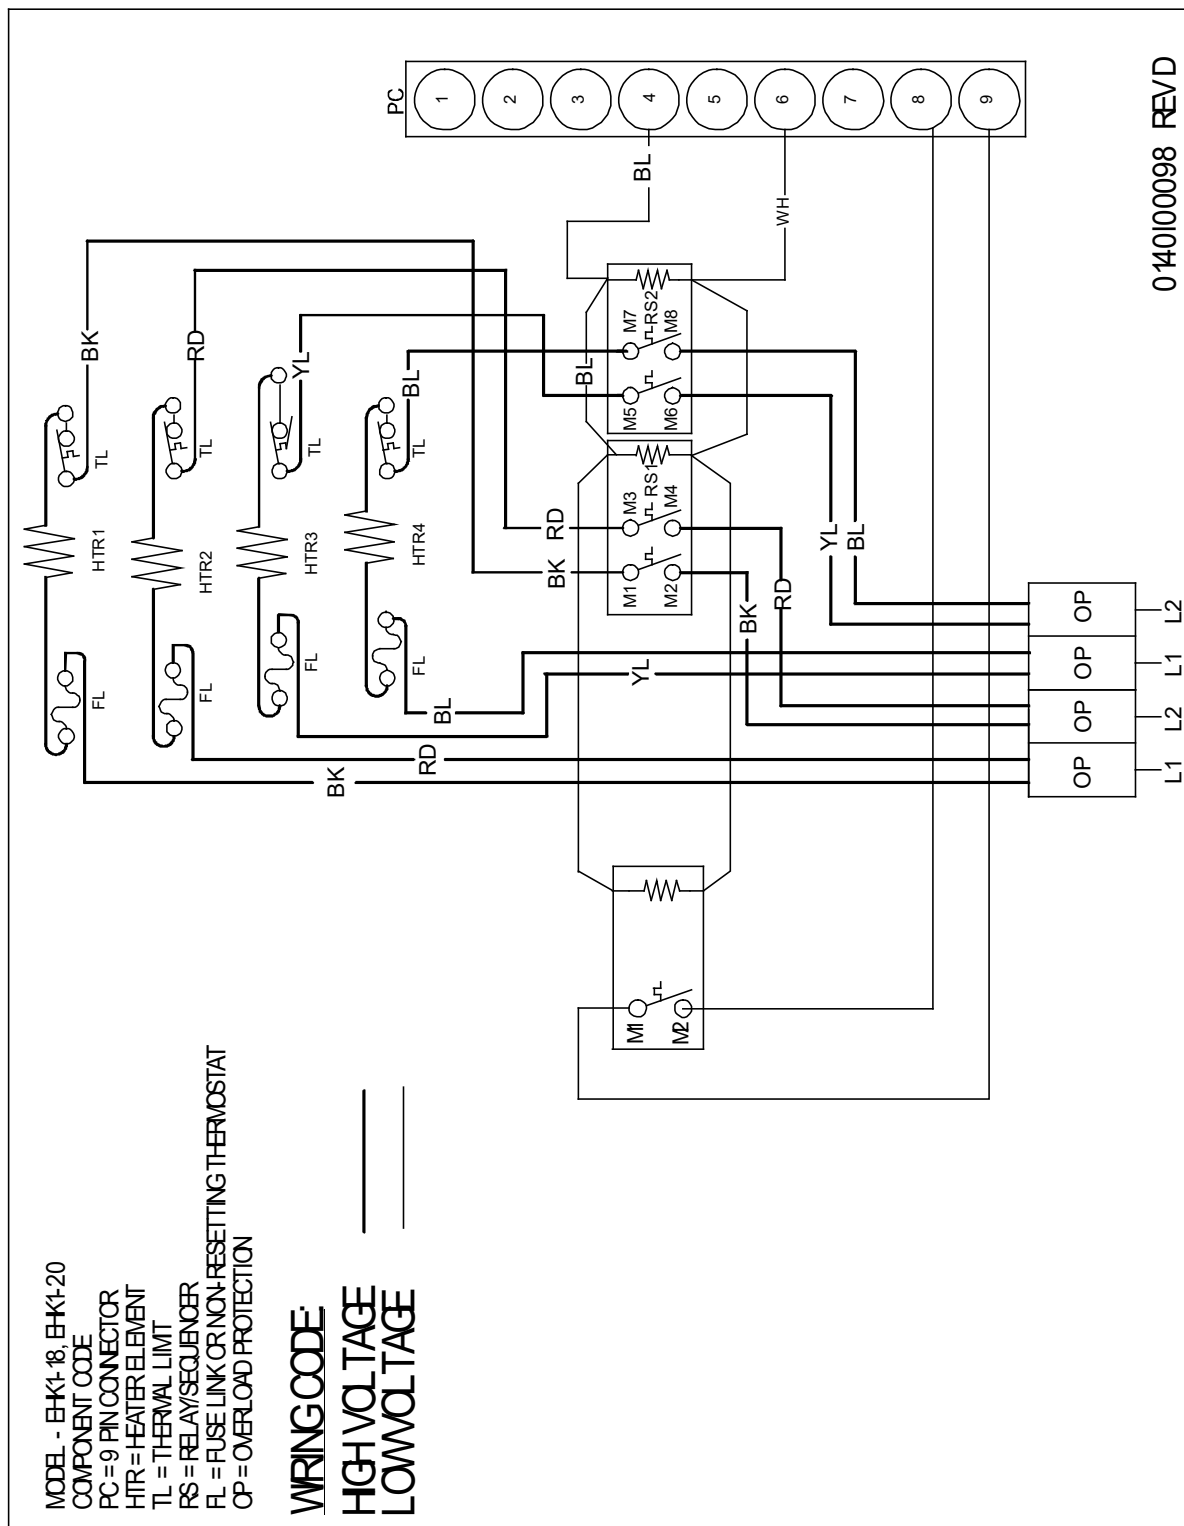 MODEL - EHK1-18, EHK1-20
COMPONENT CODE
PC = 9 PIN CONNECTOR
HTR = HEATER ELEMENT
TL = THERMAL LIMIT
RS = RELAY/SEQUENCER
FL = FUSE LINK OR NON-RESETTING THERMOSTAT
OP = OVERLOAD PROTECTION
WIRING CODE:
HIGH VOLTAGE
LOW VOLTAGE
HTR1
TL
FL
BK
HTR2
TL
FL
RD
HTR3
TL
FL
YL
HTR4
TL
FL
BL
BL
YL
RD
BK
PC
1
2
3
4
5
6
7
8
9
BL
WH
BL
M7
RS2
M8
M5
M6
M3
RS1
M4
M1
M2
RD
BK
BK
RD
YL
BL
M1
M2
OP
L2
OP
L1
OP
L2
OP
L1
0140I00098 REV D